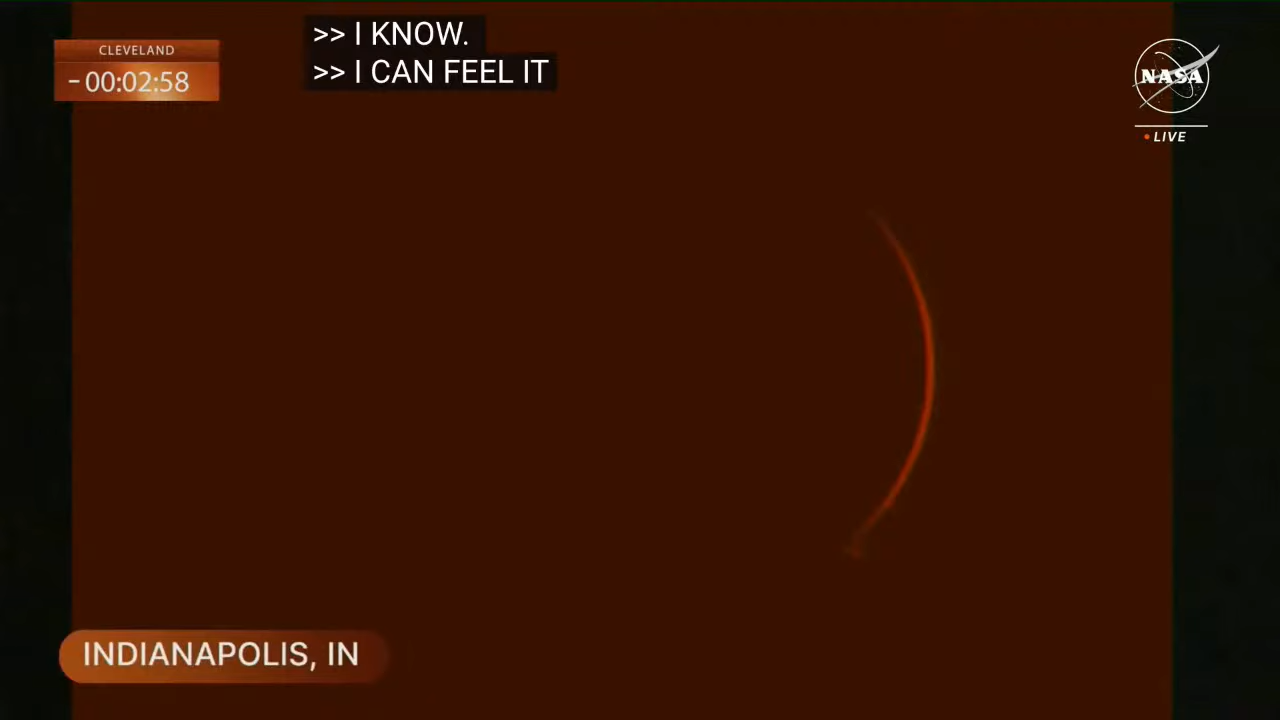 >> I KNOW.
>> I CAN FEEL IT
CLEVELAND
-00:02:58
NASA
LIVE
INDIANAPOLIS, IN